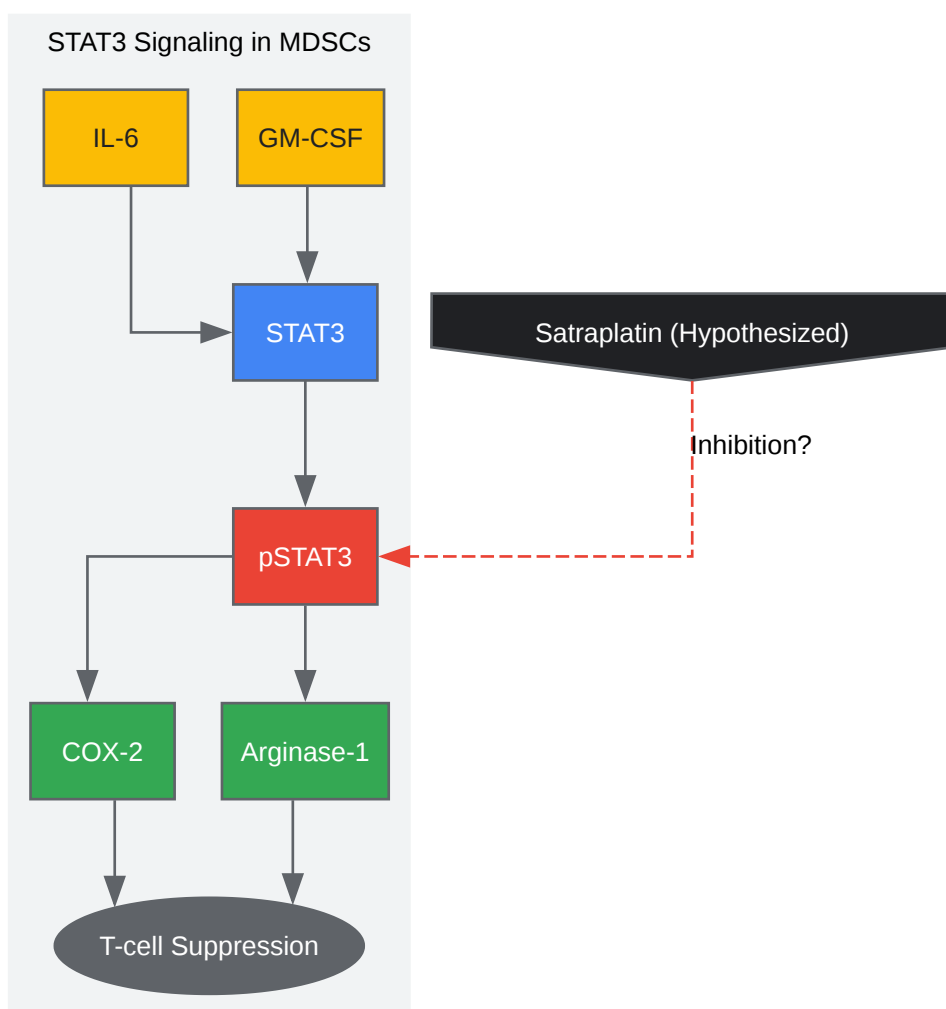 STAT3 Signaling in MDSCs
IL-6
GM-CSF
STAT3
Satraplatin (Hypothesized)
Inhibition?
pSTAT3
COX-2
Arginase-1
T-cell Suppression